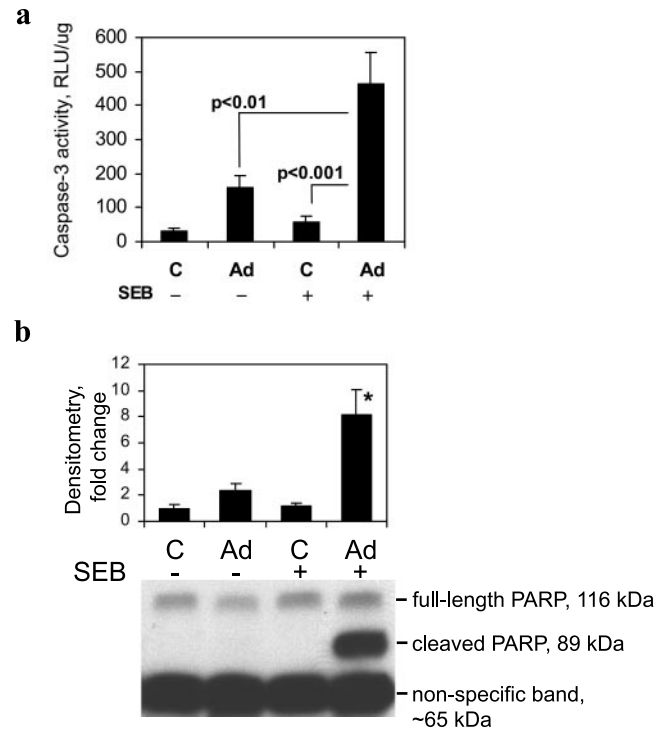 a
Caspase-3 activity, RLU/ug
600
500
400
300
200
100
0
p<0.01
p<0.001
C Ad C Ad
SEB – – + +
b
Densitometry,
fold change
12
10
8
6
4
2
0
*
C Ad C Ad
SEB - - + +
full-length PARP, 116 kDa
cleaved PARP, 89 kDa
non-specific band,
~65 kDa